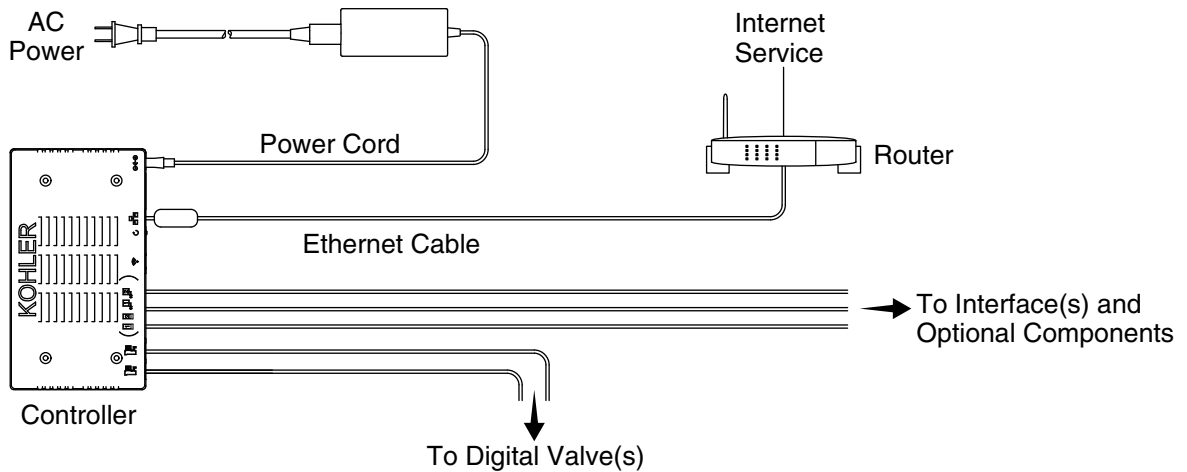 AC
Power
Internet
Service
Power Cord
Router
Ethernet Cable
KOHLER
To Interface(s) and
Optional Components
Controller
To Digital Valve(s)